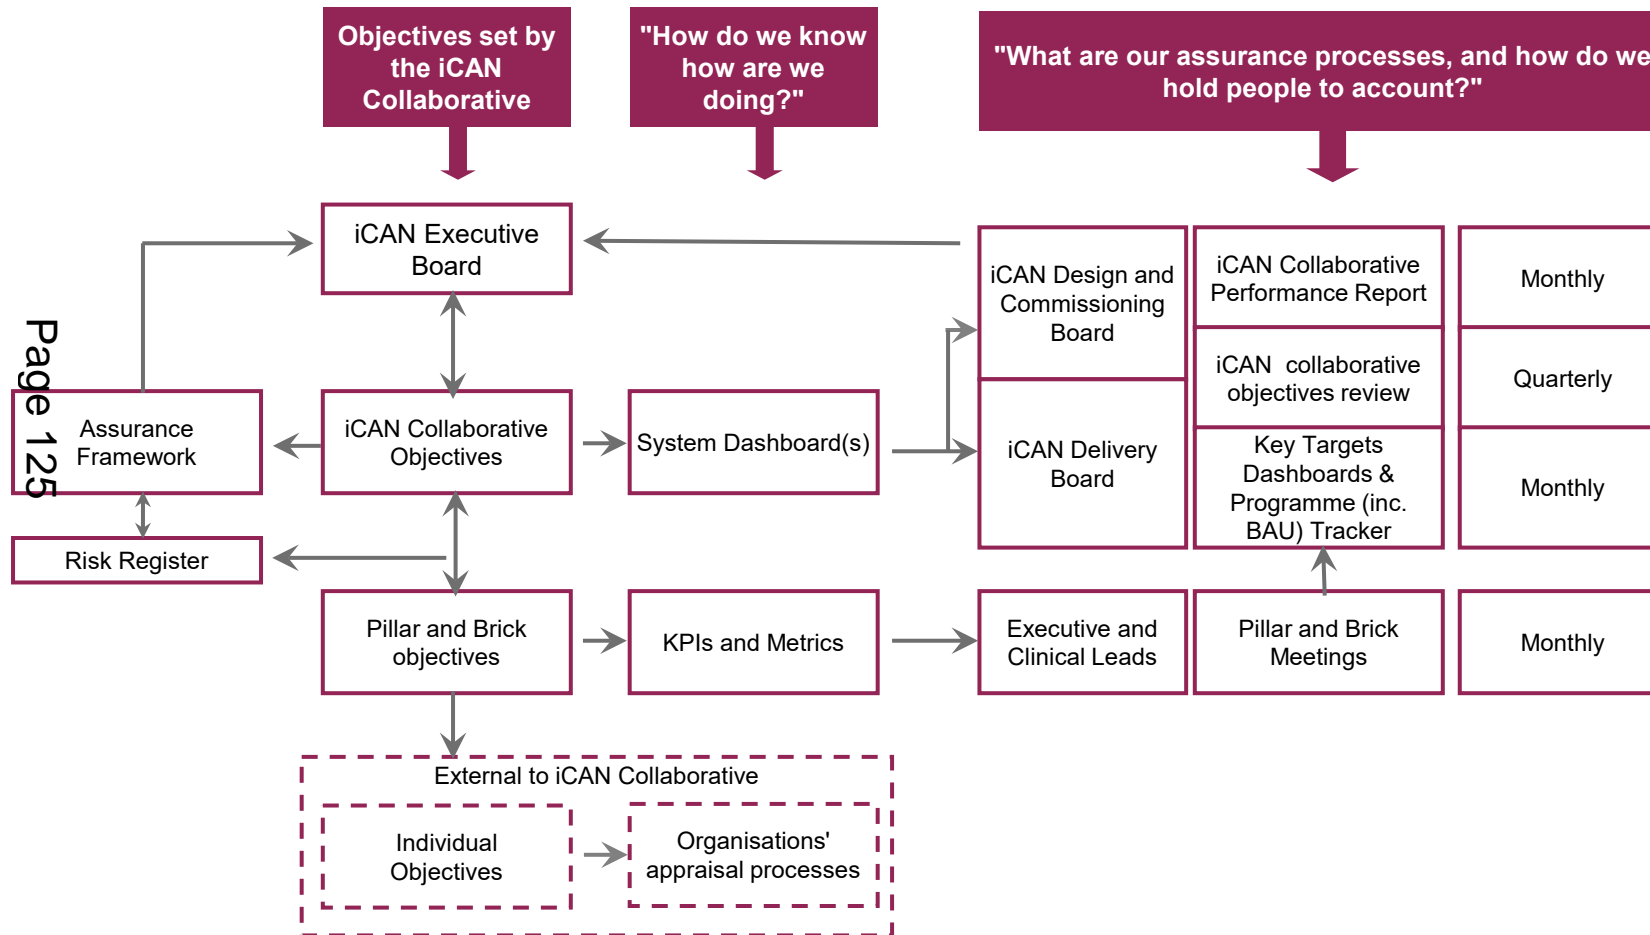 Objectives set by
the iCAN
Collaborative
"How do we know
how are we
doing?"
"What are our assurance processes, and how do we
hold people to account?"
iCAN Executive
Board
iCAN Design and
Commissioning
Board
iCAN Collaborative
Performance Report
Monthly
iCAN collaborative
objectives review
Quarterly
Page 125
Assurance
Framework
iCAN Collaborative
Objectives
System Dashboard(s)
iCAN Delivery
Board
Key Targets
Dashboards &
Programme (inc.
BAU) Tracker
Monthly
Risk Register
Pillar and Brick
objectives
KPIs and Metrics
Executive and
Clinical Leads
Pillar and Brick
Meetings
Monthly
External to iCAN Collaborative
Individual
Objectives
Organisations'
appraisal processes